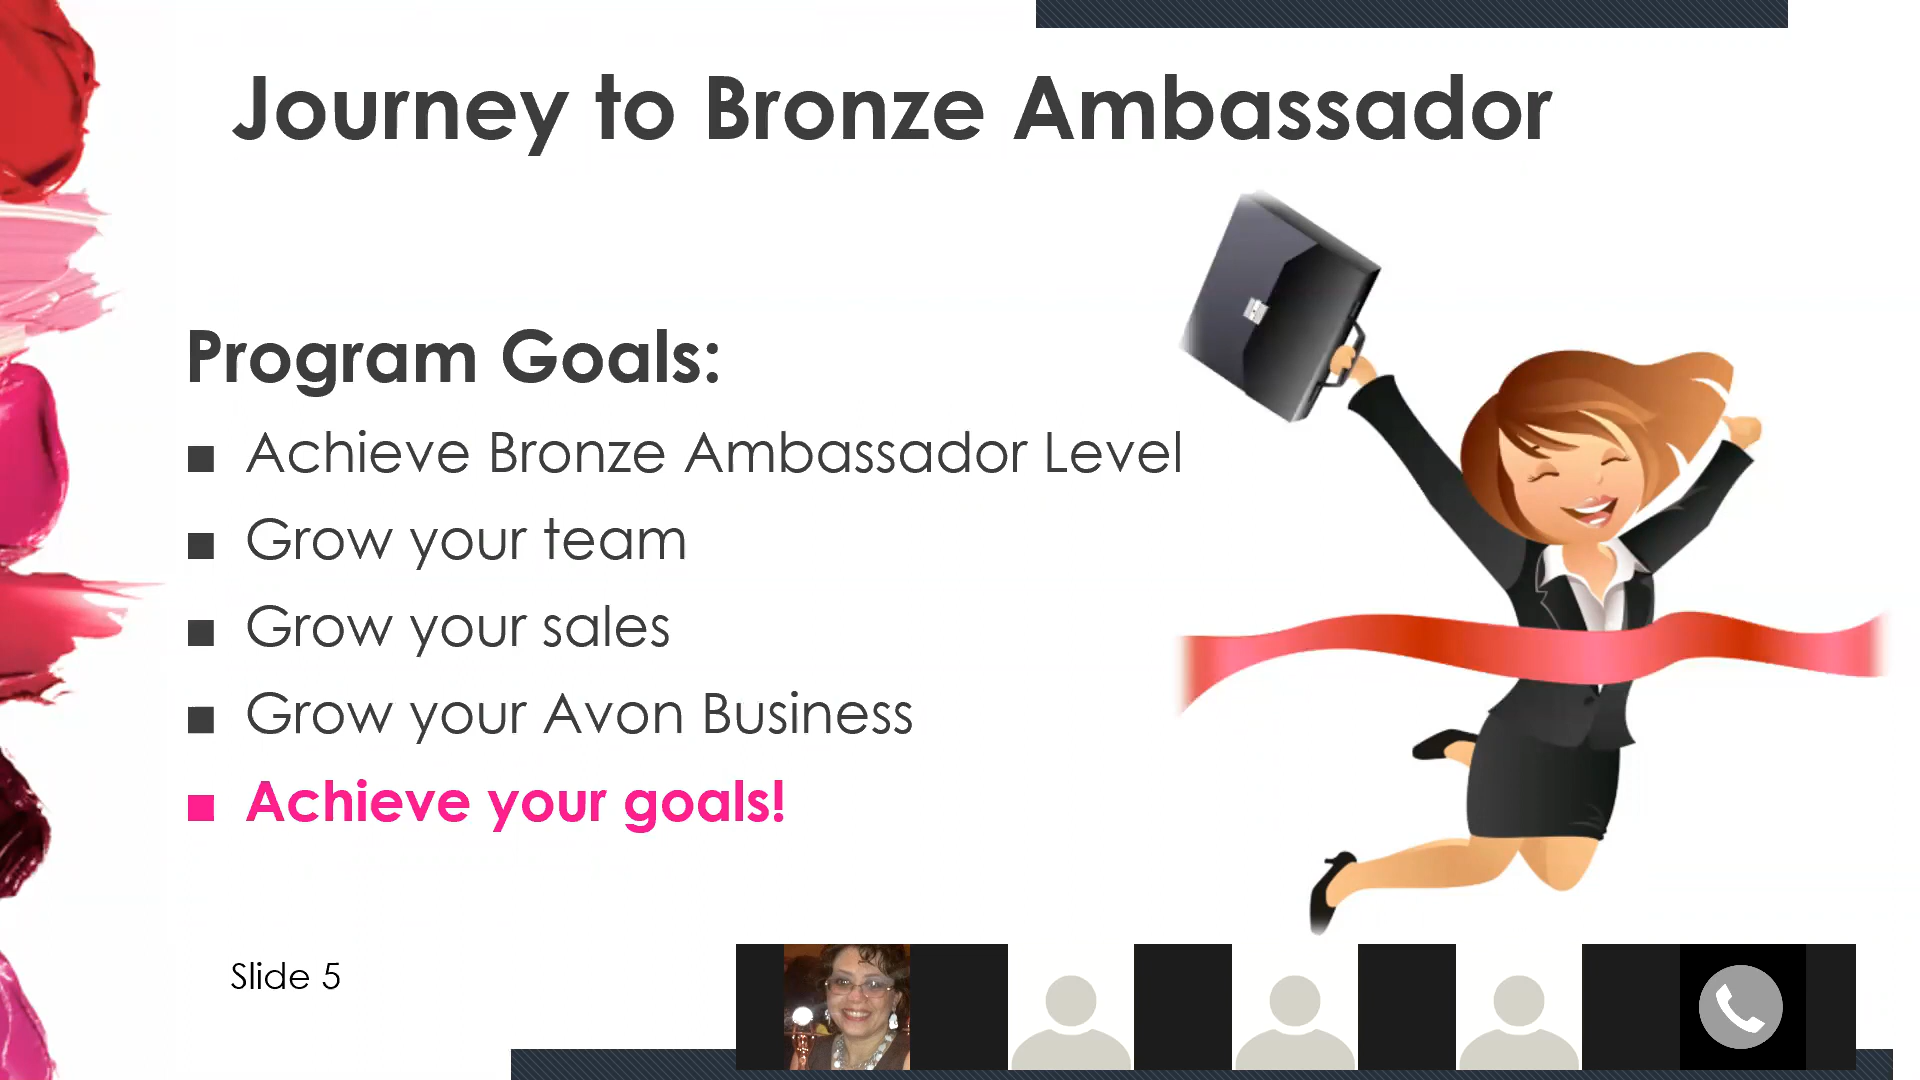 Journey to Bronze Ambassador
Program Goals:
■ Achieve Bronze Ambassador Level
■ Grow your team
■ Grow your sales
■ Grow your Avon Business
■ Achieve your goals!
Slide 5